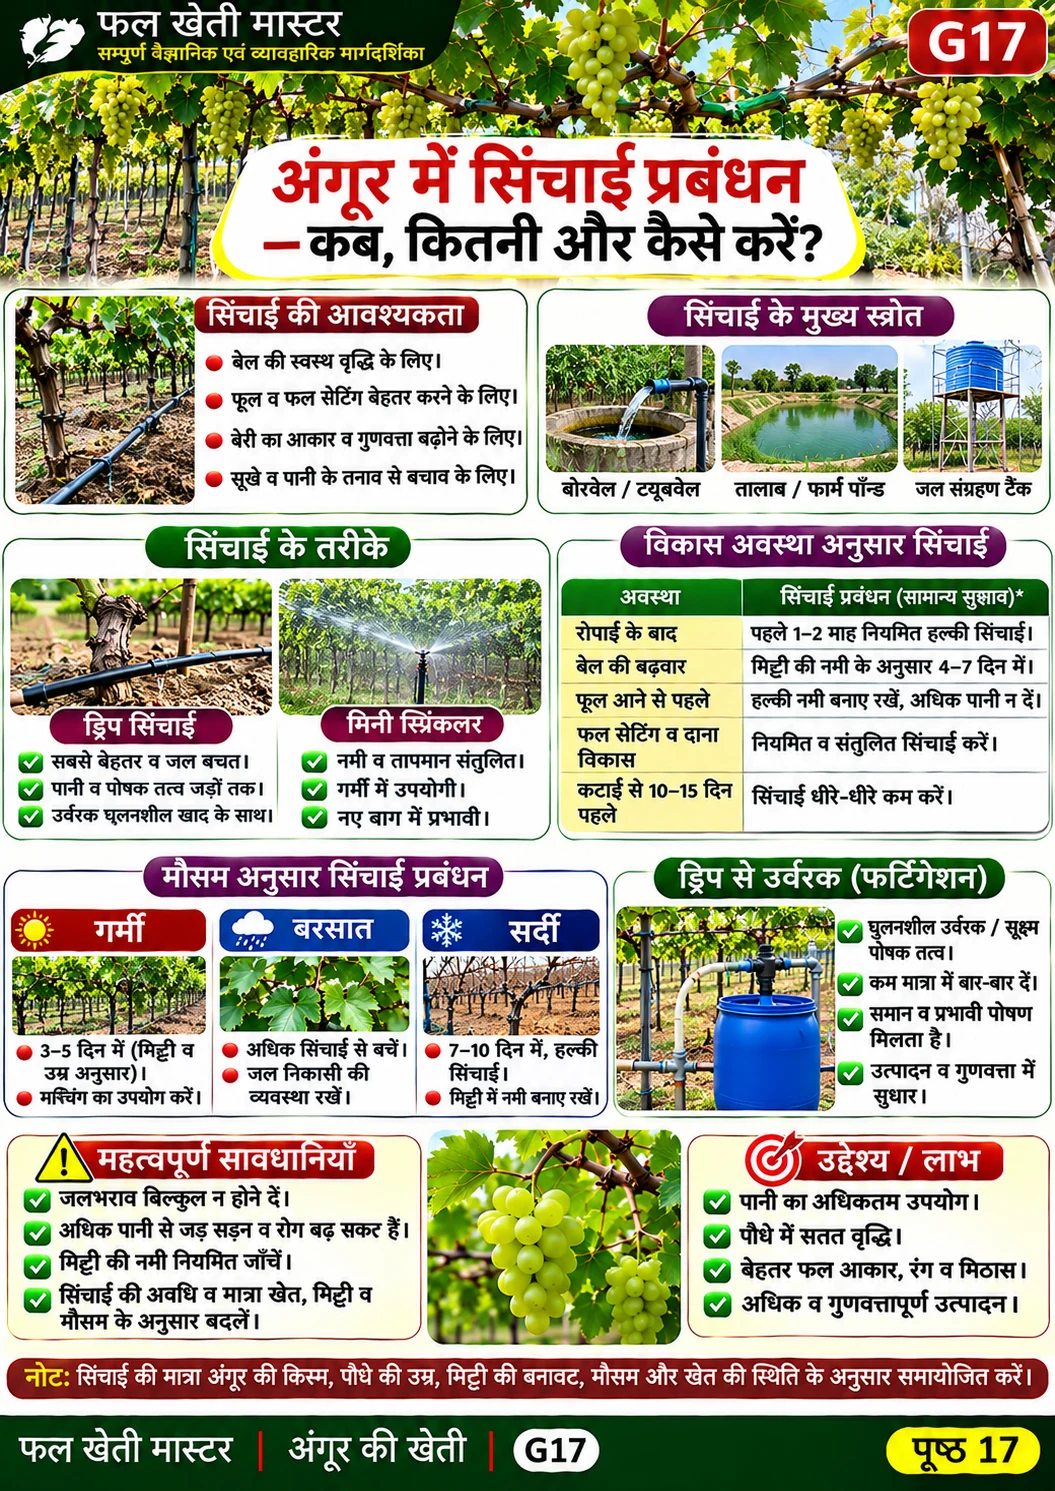 फल खेती मास्टर
सम्पूर्ण वैज्ञानिक एवं व्यावहारिक मार्गदर्शिका
G17
अंगूर में सिंचाई प्रबंधन
– कब, कितनी और कैसे करें?
सिंचाई की आवश्यकता
बेल की स्वस्थ वृद्धि के लिए।
फूल व फल सेटिंग बेहतर करने के लिए।
बेरी का आकार व गुणवत्ता बढ़ोने के लिए।
सूखे व पानी के तनाव से बचाव के लिए।
सिंचाई के मुख्य स्त्रोत
बोरवेल / टयूबवेल
तालाब / फार्म पॉन्ड
जल संग्रहण टैंक
सिंचाई के तरीके
ड्रिप सिंचाई
सबसे बेहतर व जल बचत।
पानी व पोषक तत्व जड़ों तक।
उर्वरक घुलनशील खाद के साथ।
मिनी स्प्रिंकलर
नमी व तापमान संतुलित।
गर्मी में उपयोगी।
नए बाग में प्रभावी।
विकास अवस्था अनुसार सिंचाई
अवस्था
सिंचाई प्रवंधन (सामान्य सुझाव)*
रोपाई के बाद
पहले 1–2 माह नियमित हल्की सिंचाई।
बेल की बढ़वार
मिट्टी की नमी के अनुसार 4–7 दिन में।
फूल आने से पहले
हल्की नमी बनाए रखें, अधिक पानी न दें।
फल सेटिंग व दाना
विकास
नियमित व संतुलित सिंचाई करें।
कटाई से 10–15 दिन
पहले
सिंचाई धीरे-धीरे कम करें।
मौसम अनुसार सिंचाई प्रबंधन
गर्मी
3–5 दिन में (मिट्टी व
उम्र अनुसार)।
मल्चिंग का उपयोग करें।
बरसात
अधिक सिंचाई से बचें।
जल निकासी की
व्यवस्था रखें।
सर्दी
7–10 दिन में, हल्की
सिंचाई।
मिट्टी में नमी बनाए रखें।
ड्रिप से उर्वरक (फर्टिगेशन)
घुलनशील उर्वरक / सूक्ष्म
पोषक तत्व।
कम मात्रा में बार-बार दें।
समान व प्रभावी पोषण
मिलता है।
उत्पादन व गुणवत्ता में
सुधार।
महत्वपूर्ण सावधानियाँ
जलभराव बिल्कुल न होने दें।
अधिक पानी से जड़ सड़न व रोग बढ़ सकते हैं।
मिट्टी की नमी नियमित जाँचें।
सिंचाई की अवधि व मात्रा खेत, मिट्टी व
मौसम के अनुसार बदलें।
उद्देश्य / लाभ
पानी का अधिकतम उपयोग।
पौधे में सतत वृद्धि।
बेहतर फल आकार, रंग व मिठास।
अधिक व गुणवत्तापूर्ण उत्पादन।
नोट: सिंचाई की मात्रा अंगूर की किस्म, पौधे की उम्र, मिट्टी की बनावट, मौसम और खेत की स्थिति के अनुसार समायोजित करें।
फल खेती मास्टर | अंगूर की खेती | G17
पृष्ठ 17